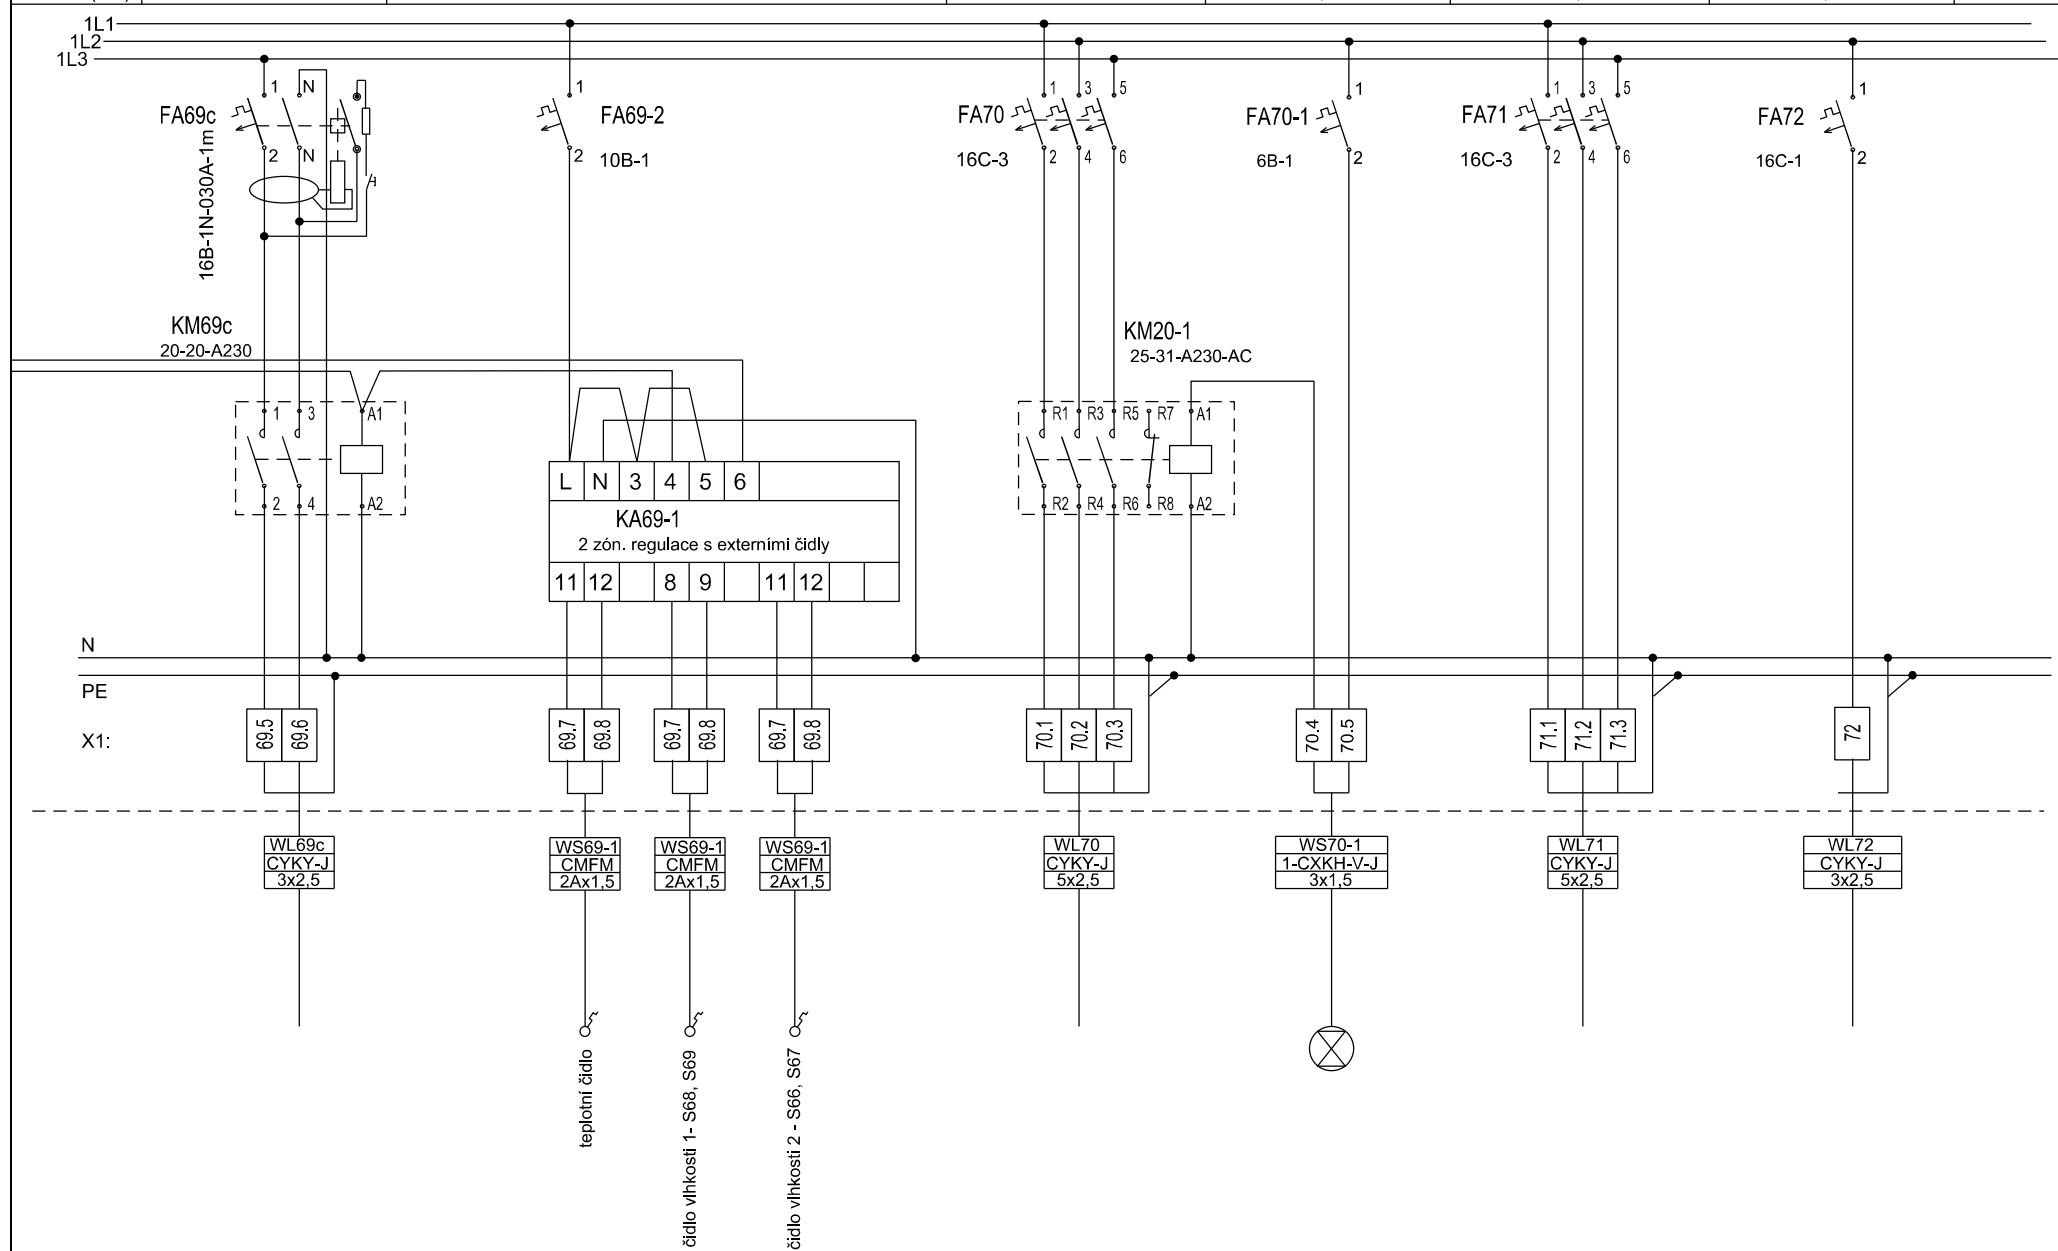 1L1
1L2
1L3
1 N 1 1 3 5 1 1 3 5 1
FA69c FA69-2 FA70 FA70-1 FA71 FA72
2 N 2 2 4 6 2 2 4 6 2
10B-1 16C-3 6B-1 16C-3 16C-1
16B-1N-030A-1m
KM69c KM20-1
20-20-A230 25-31-A230-AC
1 3 A1 R1 R3 R5 R7 A1
L N 3 4 5 6
2 4 A2 R2 R4 R6 R8 A2
KA69-1
2 zón. regulace s externími čidly
11 12 8 9 11 12
N
PE
X1:
69.5 69.6 69.7 69.8 69.7 69.8 69.7 69.8 70.1 70.2 70.3 70.4 70.5 71.1 71.2 71.3 72
WL69c WS69-1 WS69-1 WS69-1 WL70 WS70-1 WL71 WL72
CYKY-J CMFM CMFM CMFM CYKY-J 1-CXKH-V-J CYKY-J CYKY-J
3x2,5 2Ax1,5 2Ax1,5 2Ax1,5 5x2,5 3x1,5 5x2,5 3x2,5
teplotní čidlo
čidlo vlhkosti 1- S68, S69
čidlo vlhkosti 2 - S66, S67